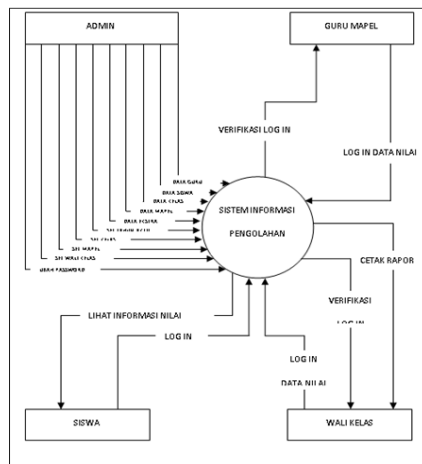 ADMIN
GURU MAPEL
VERIFIKASI LOG IN
LOG IN DATA NILAI
DATA GURU
DATA SISWA
DATA KELAS
DATA MAPEL
SISTEM INFORMASI
PENGOLAHAN
SET KELAS
SET MAPEL
SET WALI KELAS
UBAH PASSWORD
CETAK RAPOR
VERIFIKASI
LOG IN
LIHAT INFORMASI NILAI
LOG IN
LOG IN
DATA NILAI
SISWA
WALI KELAS